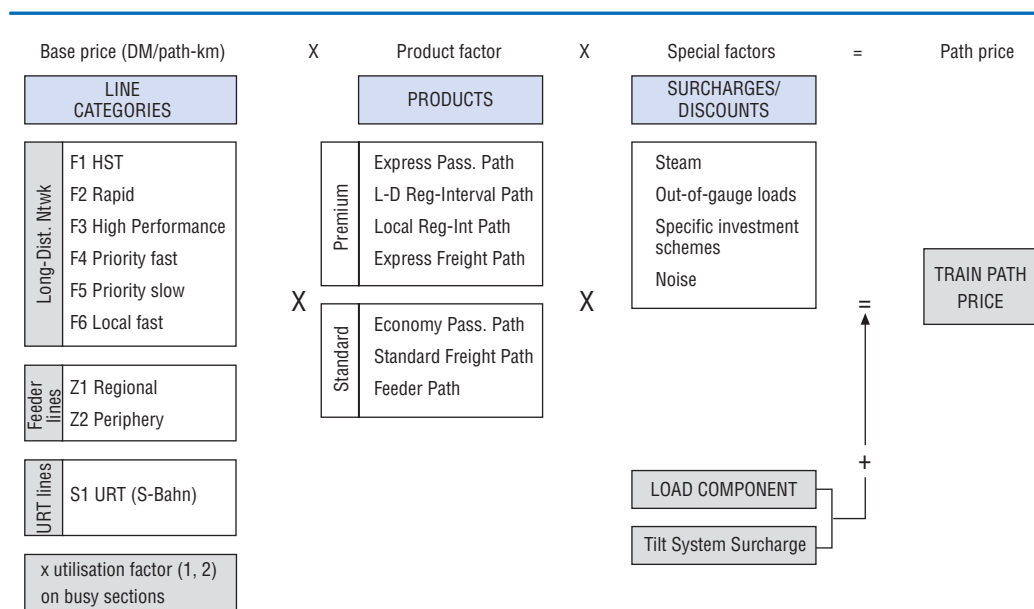 Base price (DM/path-km) X Product factor X Special factors = Path price
LINE
CATEGORIES
PRODUCTS
SURCHARGES/
DISCOUNTS
Long-Dist. Ntwk
F1 HST
F2 Rapid
F3 High Performance
F4 Priority fast
F5 Priority slow
F6 Local fast
Feeder
lines
Z1 Regional
Z2 Periphery
URT lines
S1 URT (S-Bahn)
x utilisation factor (1, 2)
on busy sections
X
Premium
Express Pass. Path
L-D Reg-Interval Path
Local Reg-Int Path
Express Freight Path
Standard
Economy Pass. Path
Standard Freight Path
Feeder Path
X
Steam
Out-of-gauge loads
Specific investment
schemes
Noise
=
TRAIN PATH
PRICE
+
LOAD COMPONENT
Tilt System Surcharge